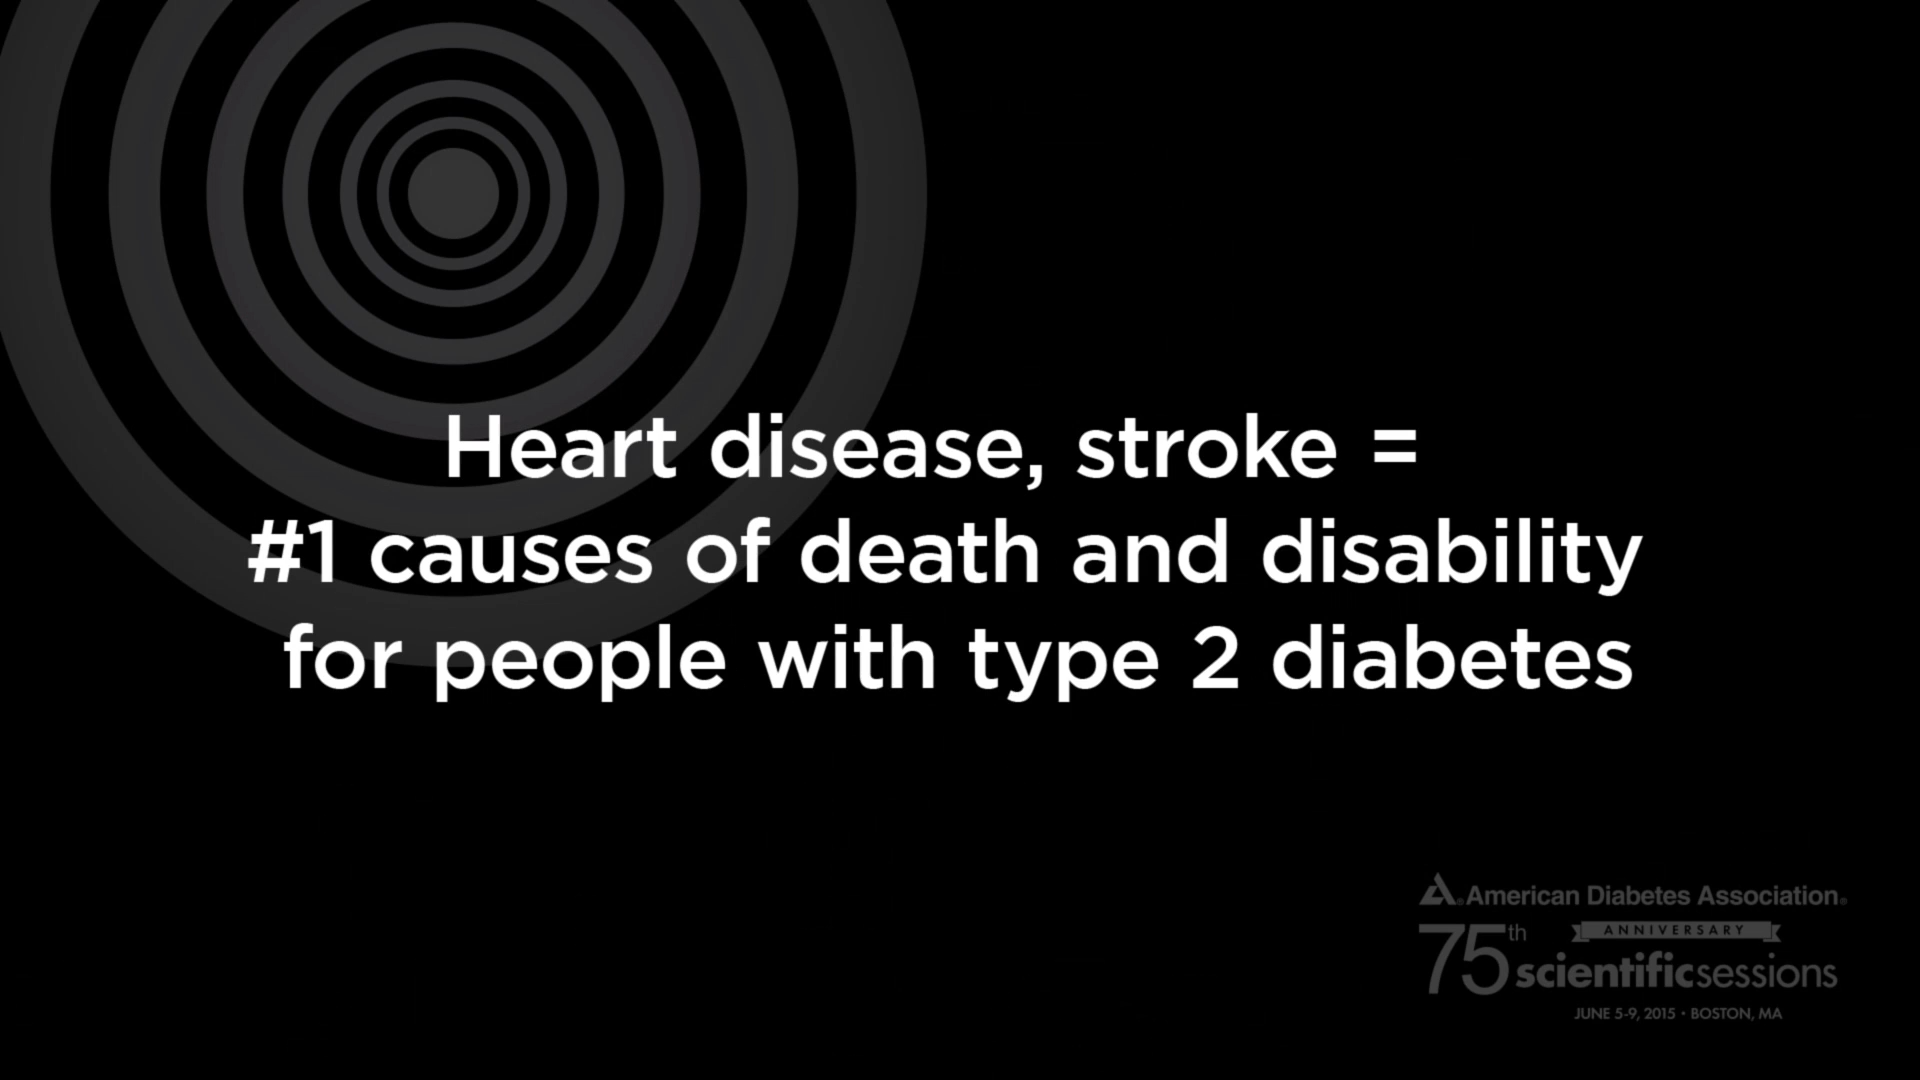 Heart disease, stroke =
#1 causes of death and disability
for people with type 2 diabetes
American Diabetes Association®
75th ANNIVERSARY
scientificsessions
JUNE 5-9, 2015 • BOSTON, MA